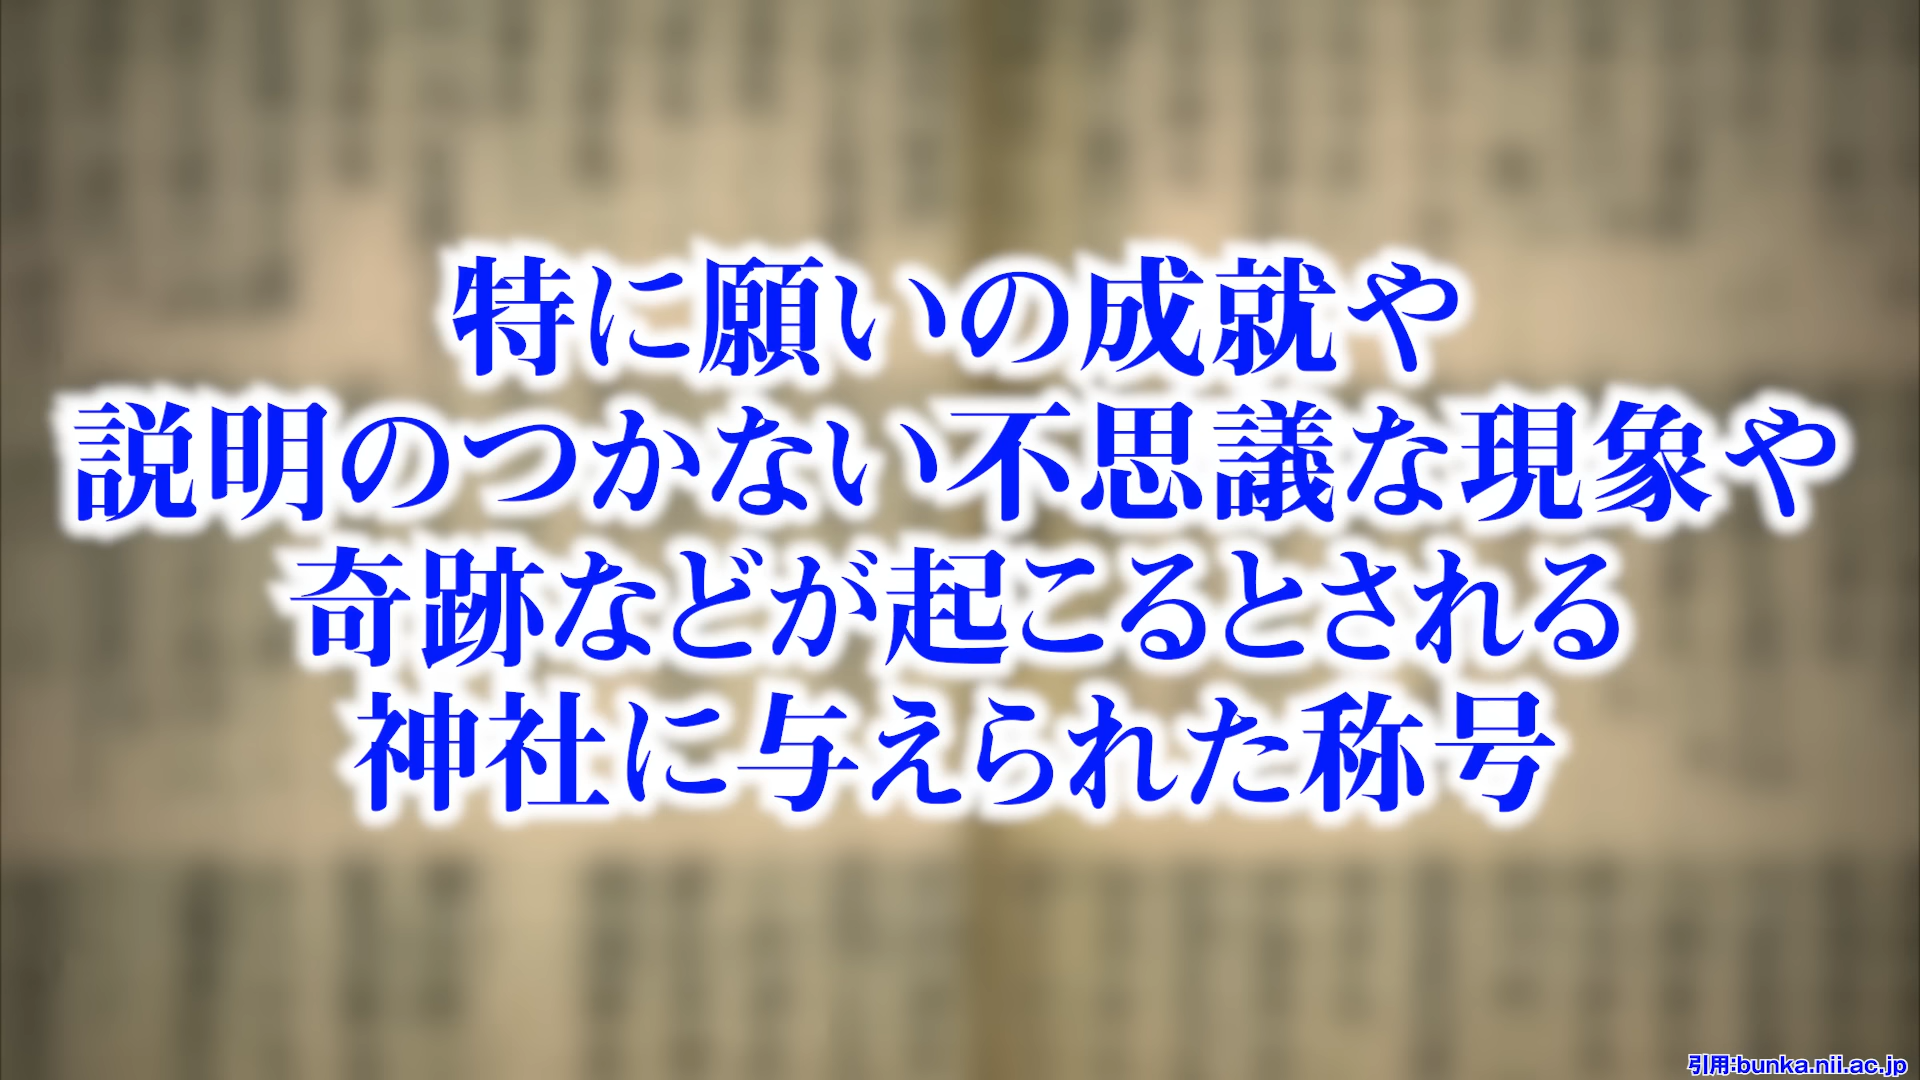 特に願いの成就や
説明のつかない不思議な現象や
奇跡などが起こるとされる
神社に与えられた称号
引用:bunka.nii.ac.jp